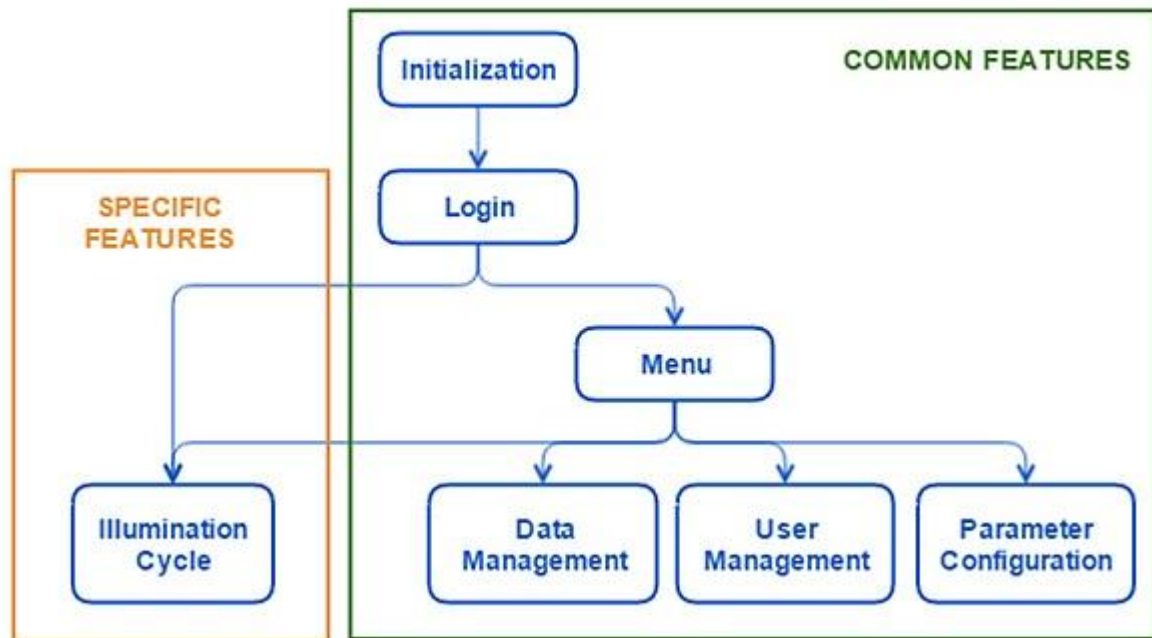 Initialization
COMMON FEATURES
SPECIFIC
FEATURES
Login
Menu
Illumination
Cycle
Data
Management
User
Management
Parameter
Configuration